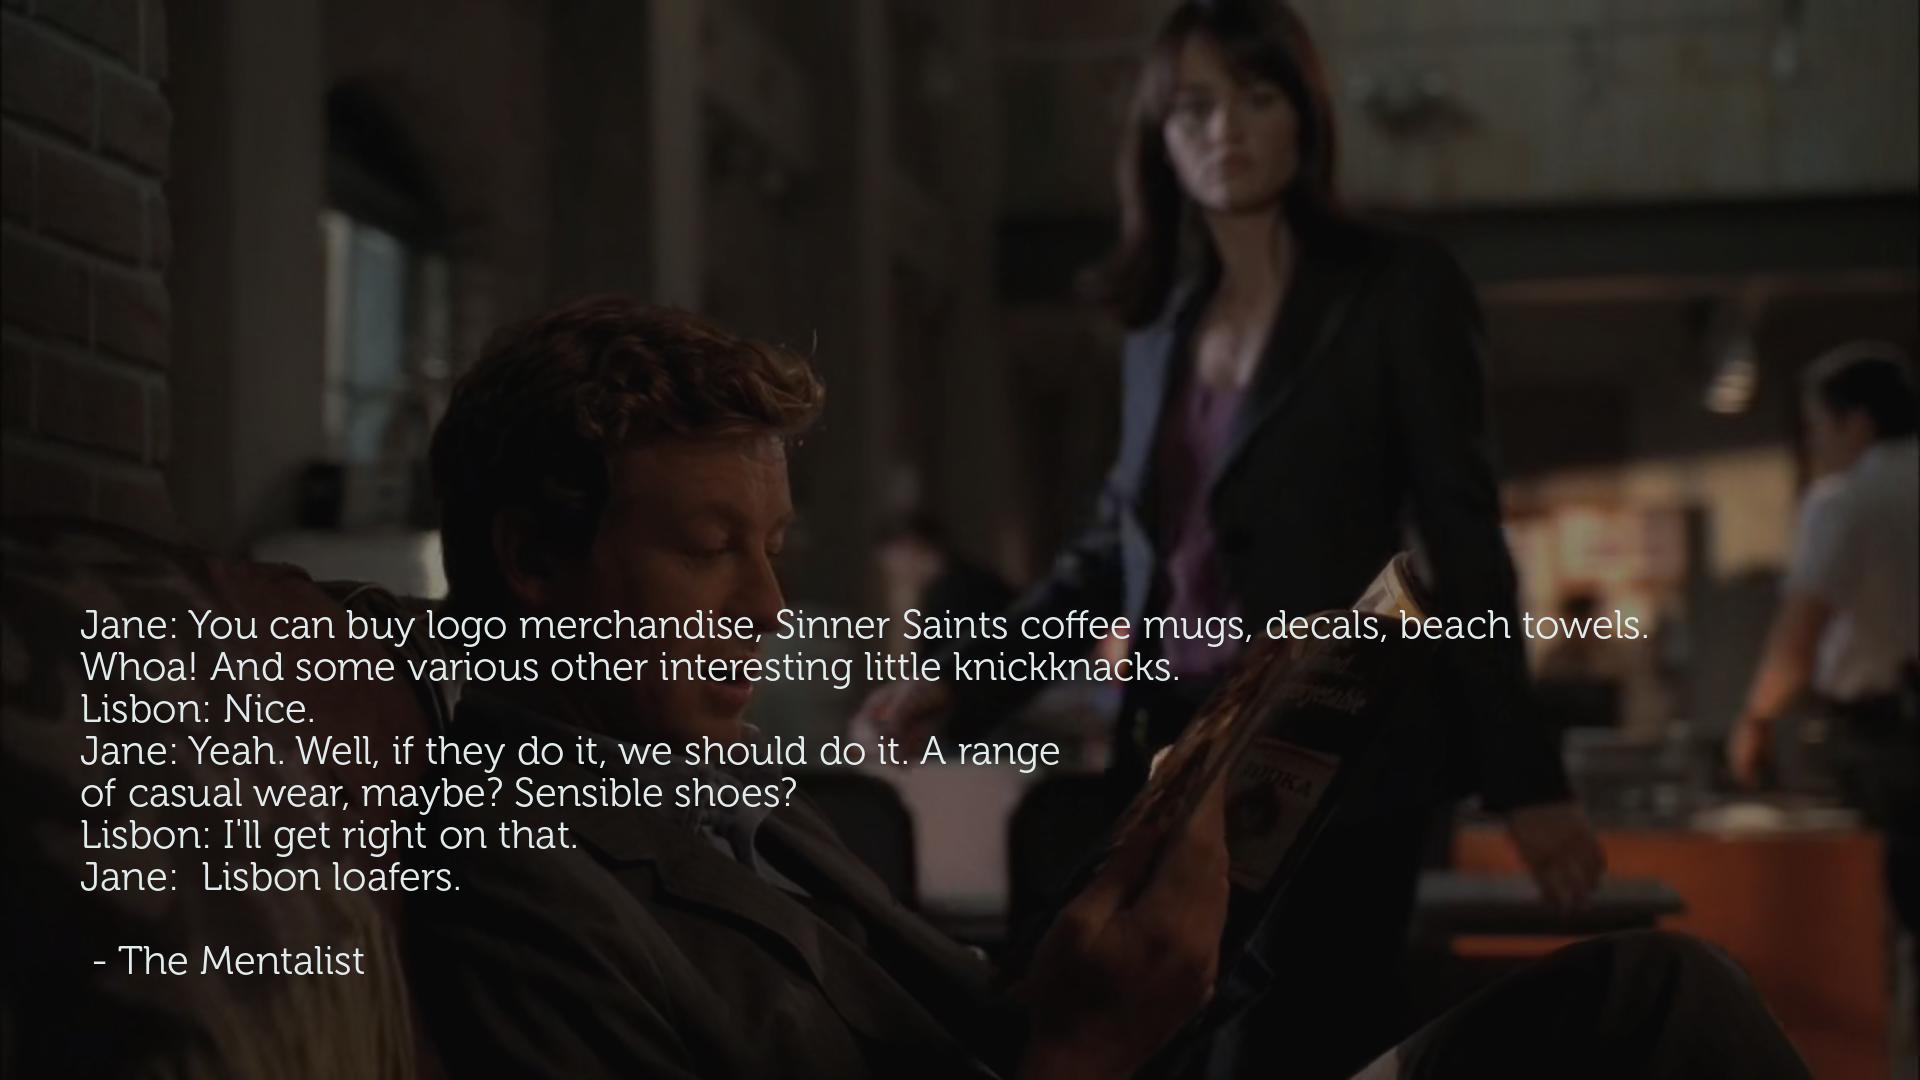 Jane: You can buy logo merchandise, Sinner Saints coffee mugs, decals, beach towels.
Whoa! And some various other interesting little knickknacks.
Lisbon: Nice.
Jane: Yeah. Well, if they do it, we should do it. A range
of casual wear, maybe? Sensible shoes?
Lisbon: I'll get right on that.
Jane:  Lisbon loafers.
- The Mentalist